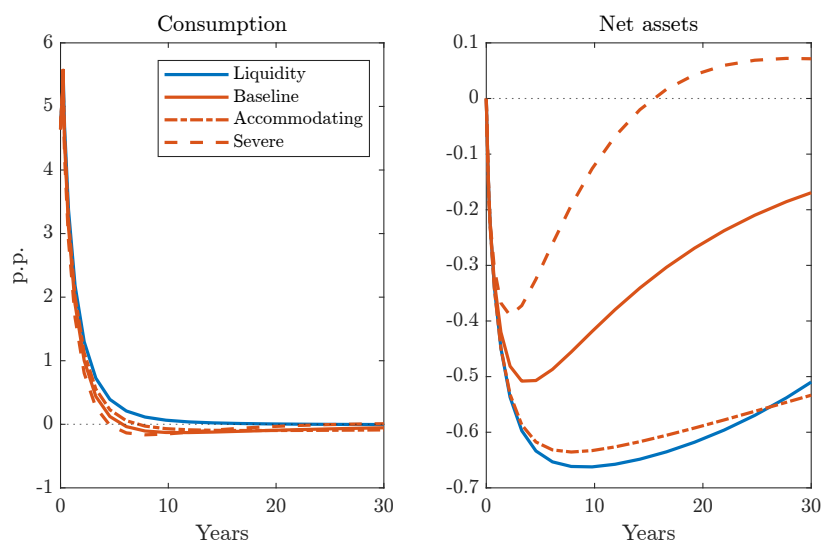 Consumption
6
5
4
3
2
1
0
-1
p.p.
0
10
20
30
Years
Liquidity
Baseline
Accommodating
Severe
Net assets
0.1
0
-0.1
-0.2
-0.3
-0.4
-0.5
-0.6
-0.7
0
10
20
30
Years